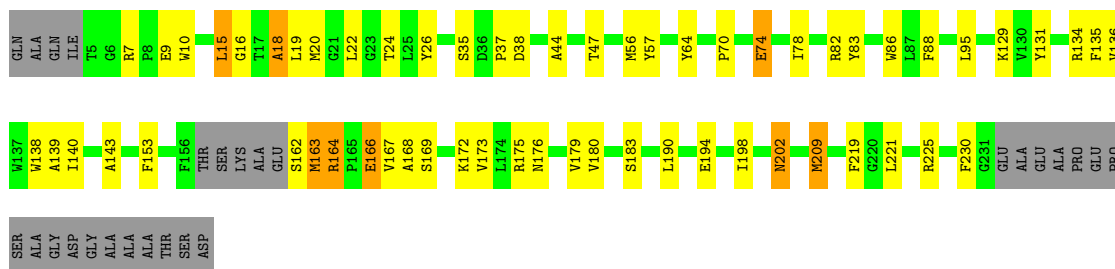 GLN ALA GLN ILE T5 G6 R7 P8 E9 W10 L15 G16 T17 A18 L19 M20 G21 L22 G23 T24 L25 Y26 S35 D36 P37 D38 A44 T47 M56 Y57 Y64 P70 E74 I78 R82 Y83 W86 L87 F88 L95 K129 V130 Y131 R134 F135 V136
W137 W138 A139 I140 A143 F153 F156 THR SER LYS ALA GLU S162 M163 R164 P165 E166 V167 A168 S169 K172 V173 L174 R175 N176 V179 V180 S183 L190 E194 I198 N202 M209 F219 G220 L221 R225 F230 G231 GLU ALA GLU ALA PRO GLU PRO
SER ALA GLY ASP GLY ALA ALA ALA THR SER ASP